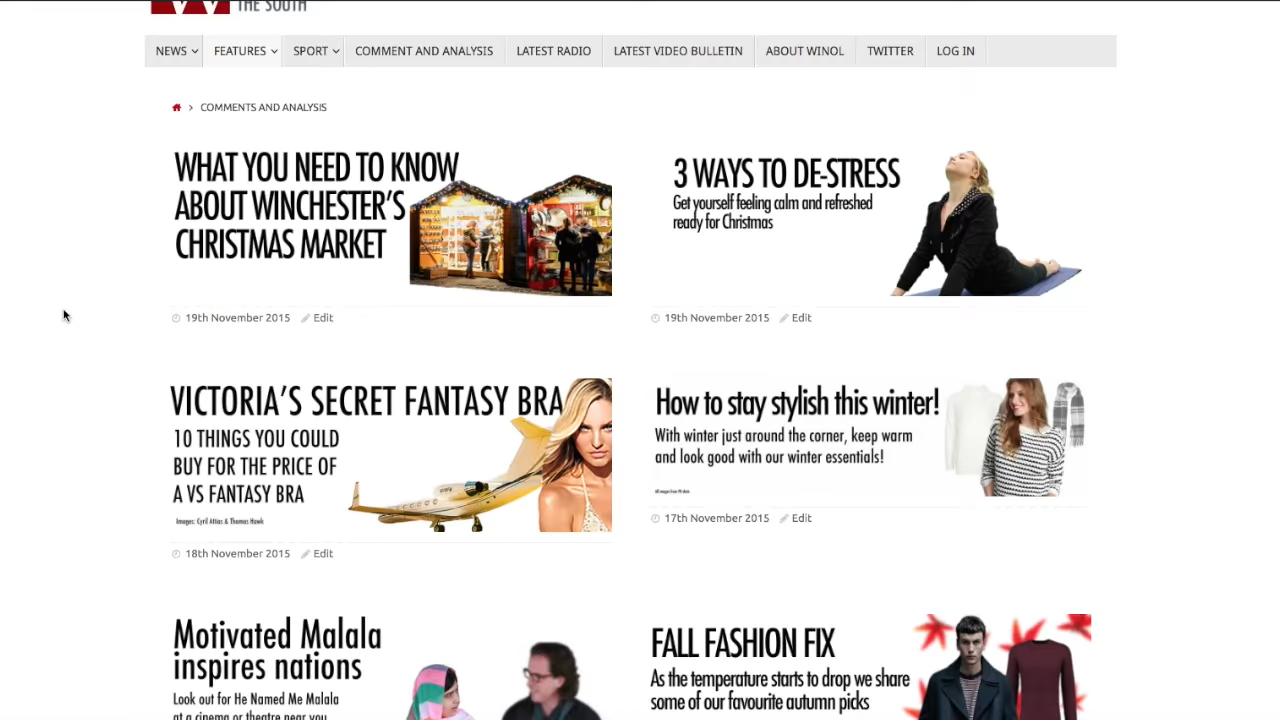 THE SOUTH
NEWS FEATURES SPORT COMMENT AND ANALYSIS LATEST RADIO LATEST VIDEO BULLETIN ABOUT WINOL TWITTER LOG IN
COMMENTS AND ANALYSIS
WHAT YOU NEED TO KNOW
ABOUT WINCHESTER'S
CHRISTMAS MARKET
19th November 2015 Edit
3 WAYS TO DE-STRESS
Get yourself feeling calm and refreshed
ready for Christmas
19th November 2015 Edit
VICTORIA'S SECRET FANTASY BRA
10 THINGS YOU COULD
BUY FOR THE PRICE OF
A VS FANTASY BRA
Images: Cyril Attias & Thomas Hawk
18th November 2015 Edit
How to stay stylish this winter!
With winter just around the corner, keep warm
and look good with our winter essentials!
17th November 2015 Edit
Motivated Malala
inspires nations
Look out for He Named Me Malala
at a cinema or theatre near you
FALL FASHION FIX
As the temperature starts to drop we share
some of our favourite autumn picks